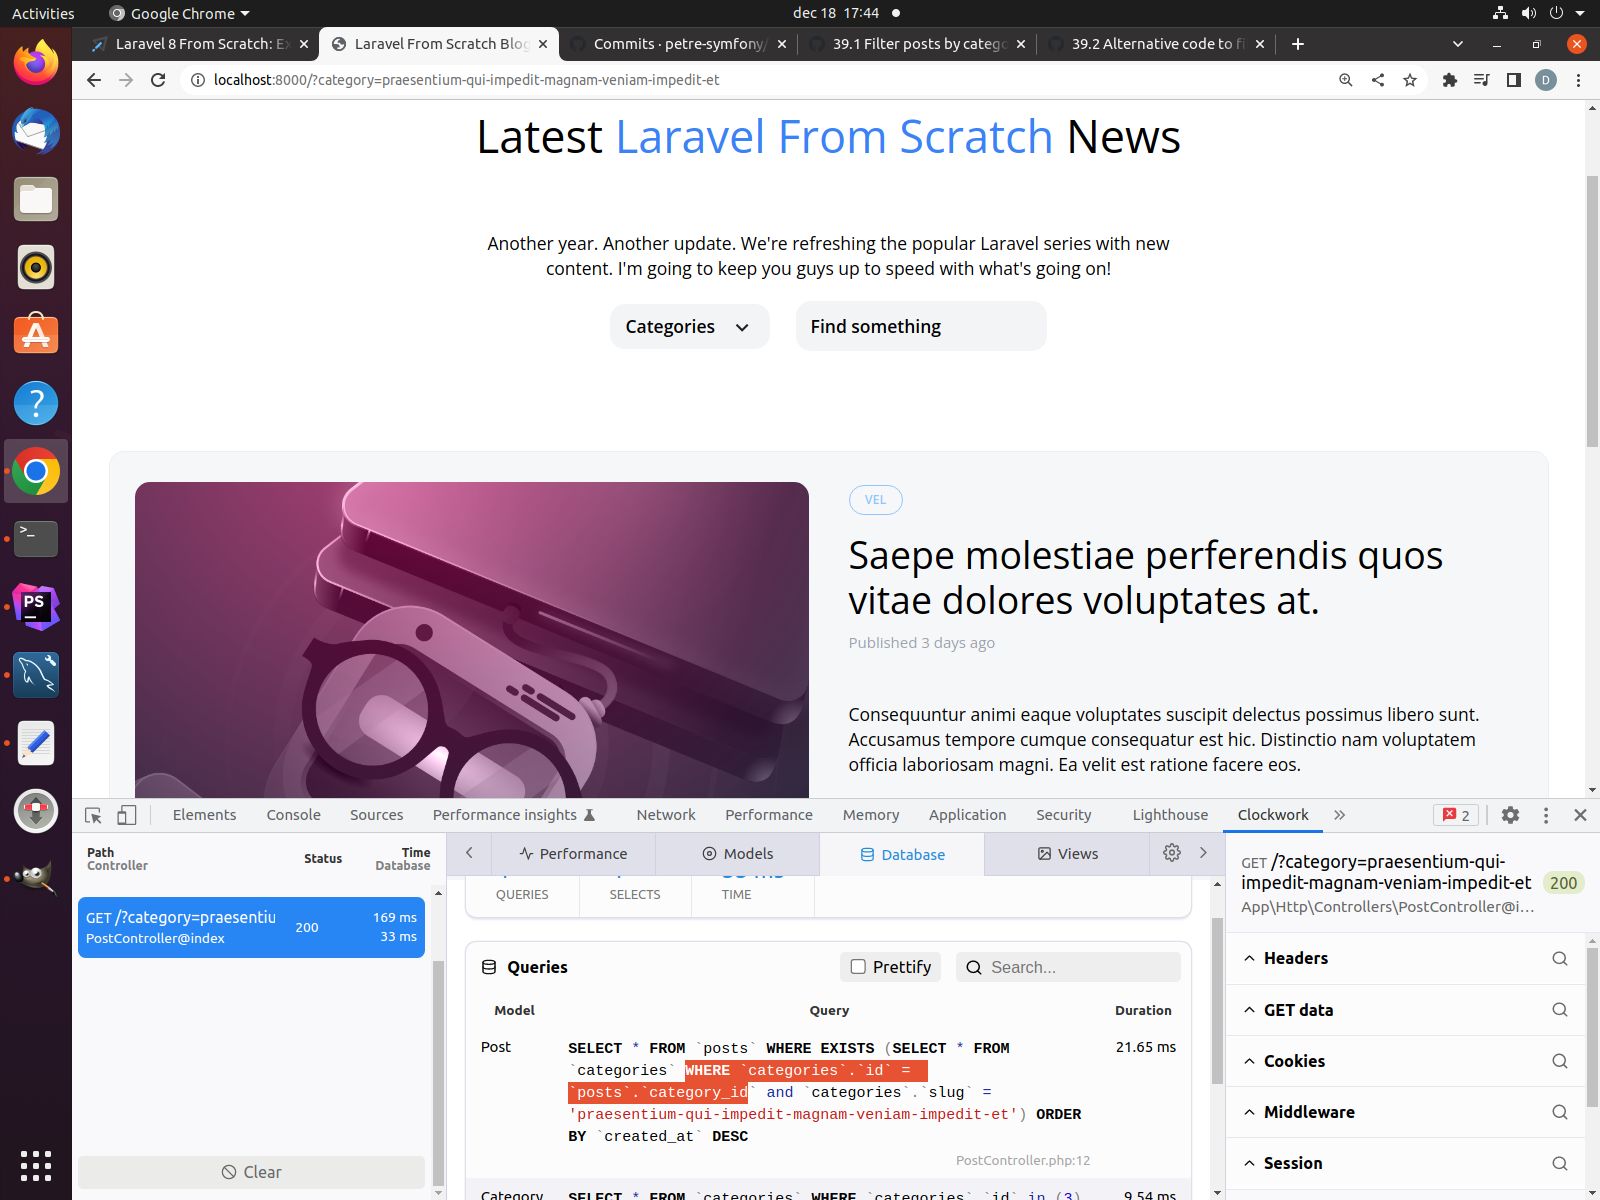 Activities
Google Chrome
dec 18 17:44
Laravel 8 From Scratch: Ex
Laravel From Scratch Blog
Commits · petre-symfony/
39.1 Filter posts by catego
39.2 Alternative code to fi
localhost:8000/?category=praesentium-qui-impedit-magnam-veniam-impedit-et
D
Latest Laravel From Scratch News
Another year. Another update. We're refreshing the popular Laravel series with new
content. I'm going to keep you guys up to speed with what's going on!
Categories
Find something
VEL
Saepe molestiae perferendis quos
vitae dolores voluptates at.
Published 3 days ago
Consequuntur animi eaque voluptates suscipit delectus possimus libero sunt.
Accusamus tempore cumque consequatur est hic. Distinctio nam voluptatem
officia laboriosam magni. Ea velit est ratione facere eos.
PS
Elements
Console
Sources
Performance insights
Network
Performance
Memory
Application
Security
Lighthouse
Clockwork
2
Path
Controller
Status
Time
Database
GET /?category=praesentiu
PostController@index
200
169 ms
33 ms
Clear
Performance
Models
Database
Views
QUERIES
SELECTS
TIME
Queries
Prettify
Search...
Model
Query
Duration
Post
SELECT * FROM `posts` WHERE EXISTS (SELECT * FROM
`categories` WHERE `categories`.`id` =
`posts`.`category_id` and `categories`.`slug` =
'praesentium-qui-impedit-magnam-veniam-impedit-et') ORDER
BY `created_at` DESC
21.65 ms
PostController.php:12
Category
SELECT * FROM `categories` WHERE `categories`.`id` in (3)
9.54 ms
GET /?category=praesentium-qui-
impedit-magnam-veniam-impedit-et
200
App\Http\Controllers\PostController@i...
Headers
GET data
Cookies
Middleware
Session